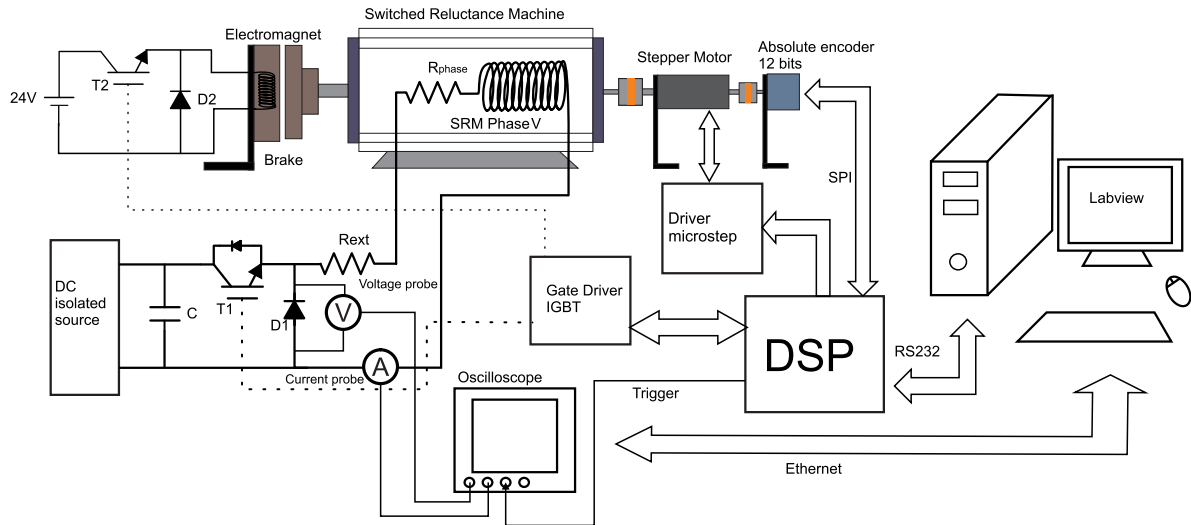 Switched Reluctance Machine
Electromagnet
Stepper Motor
Absolute encoder
12 bits
24V
T2
D2
Rphase
SRM Phase V
Brake
SPI
Labview
Driver
microstep
DC
isolated
source
C
T1
D1
Rext
Voltage probe
V
Gate Driver
IGBT
DSP
RS232
Current probe
A
Oscilloscope
Trigger
Ethernet